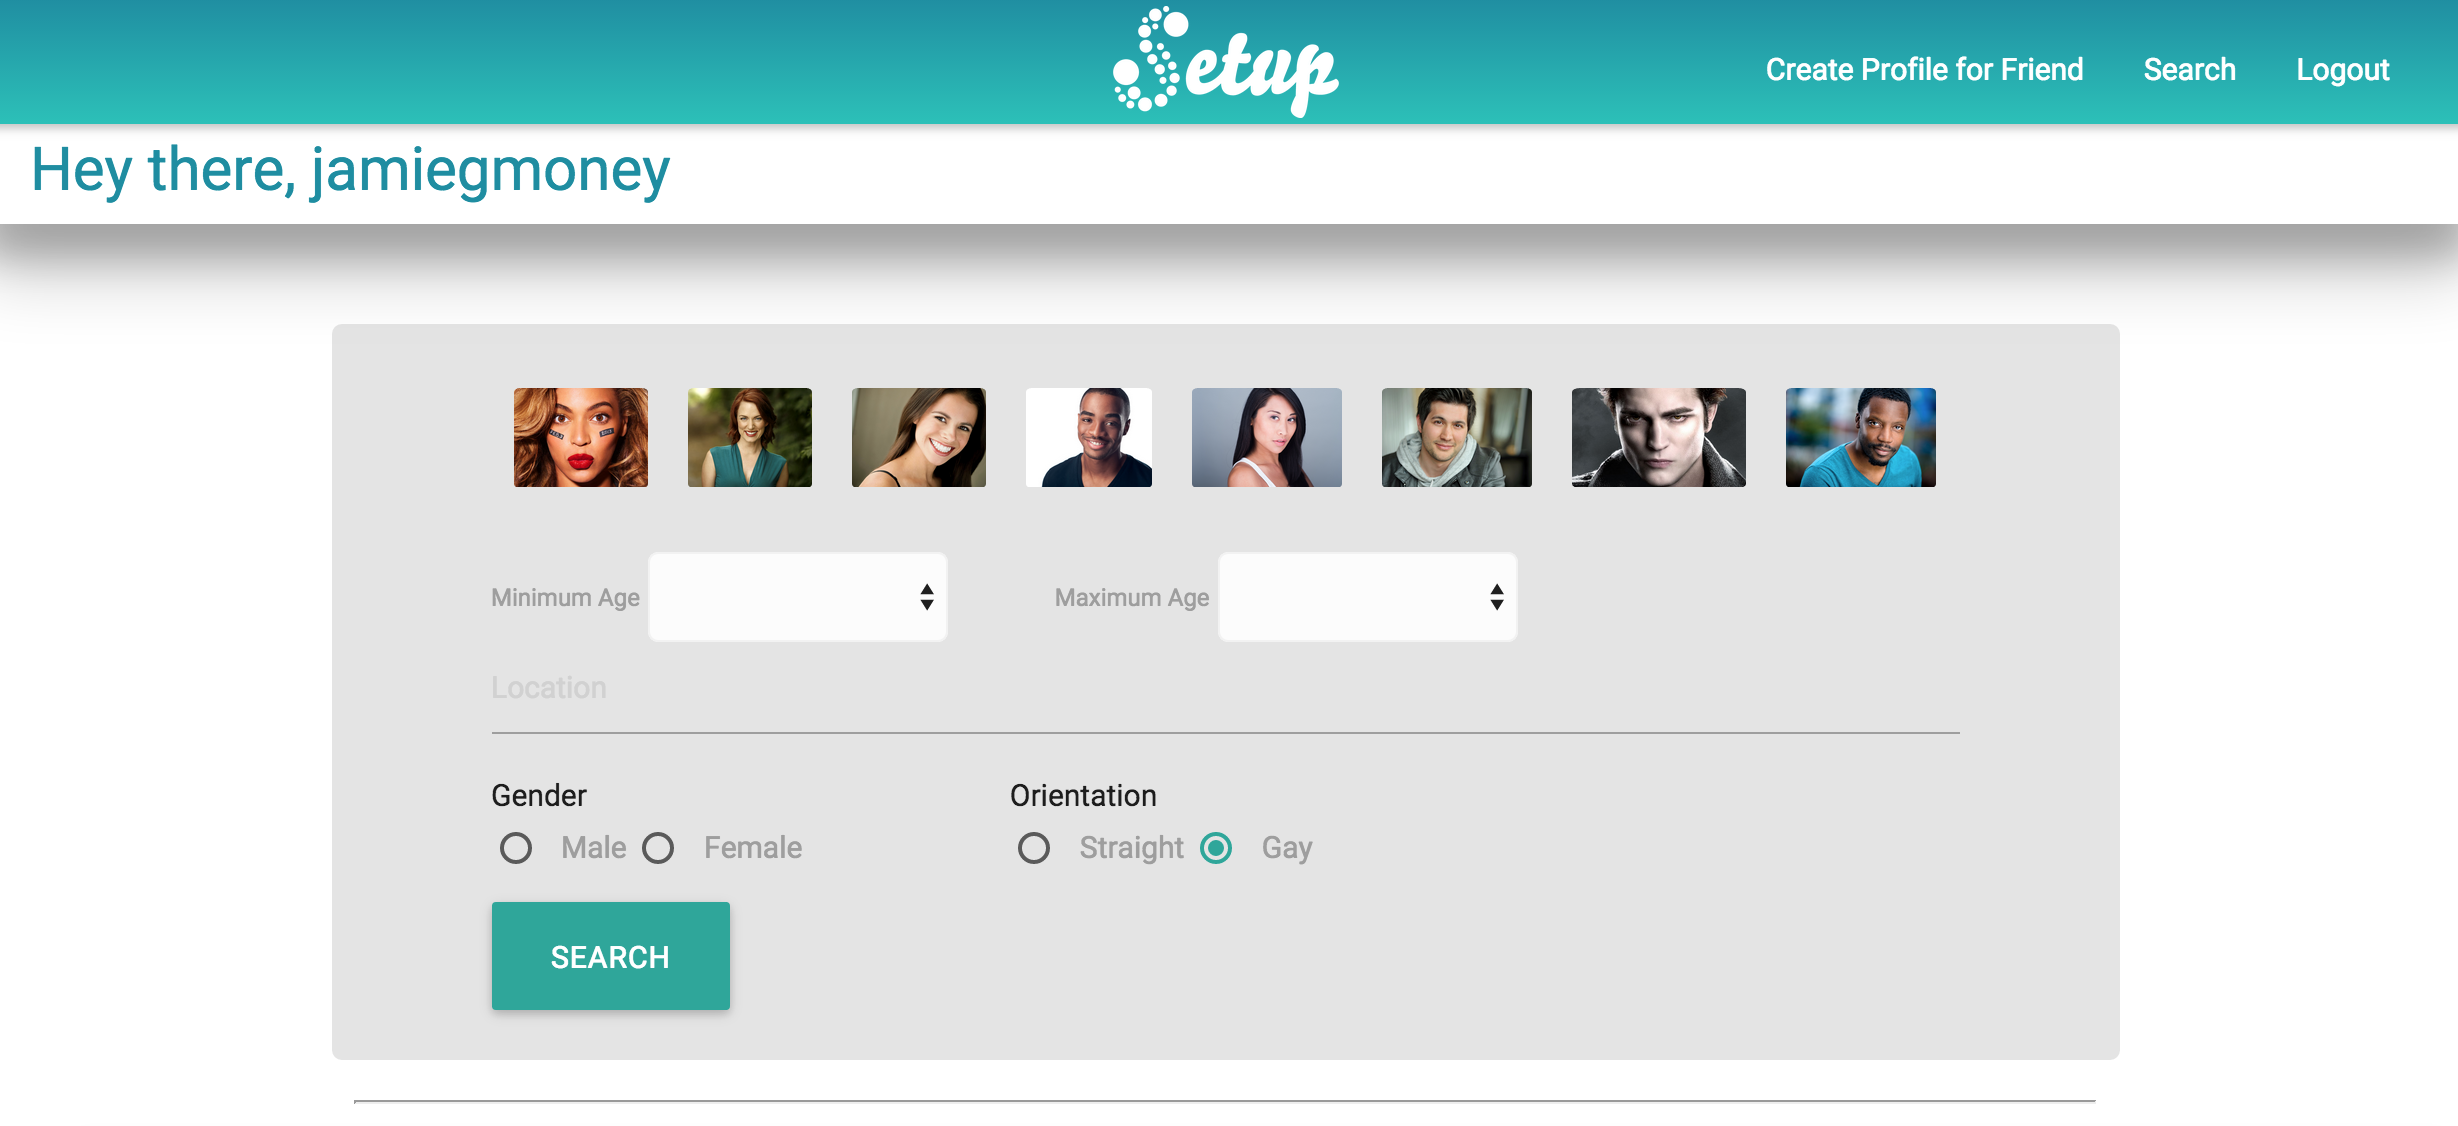 Setup
Create Profile for Friend Search Logout
Hey there, jamiegmoney
Minimum Age Maximum Age
Location
Gender Orientation
Male Female Straight Gay
SEARCH